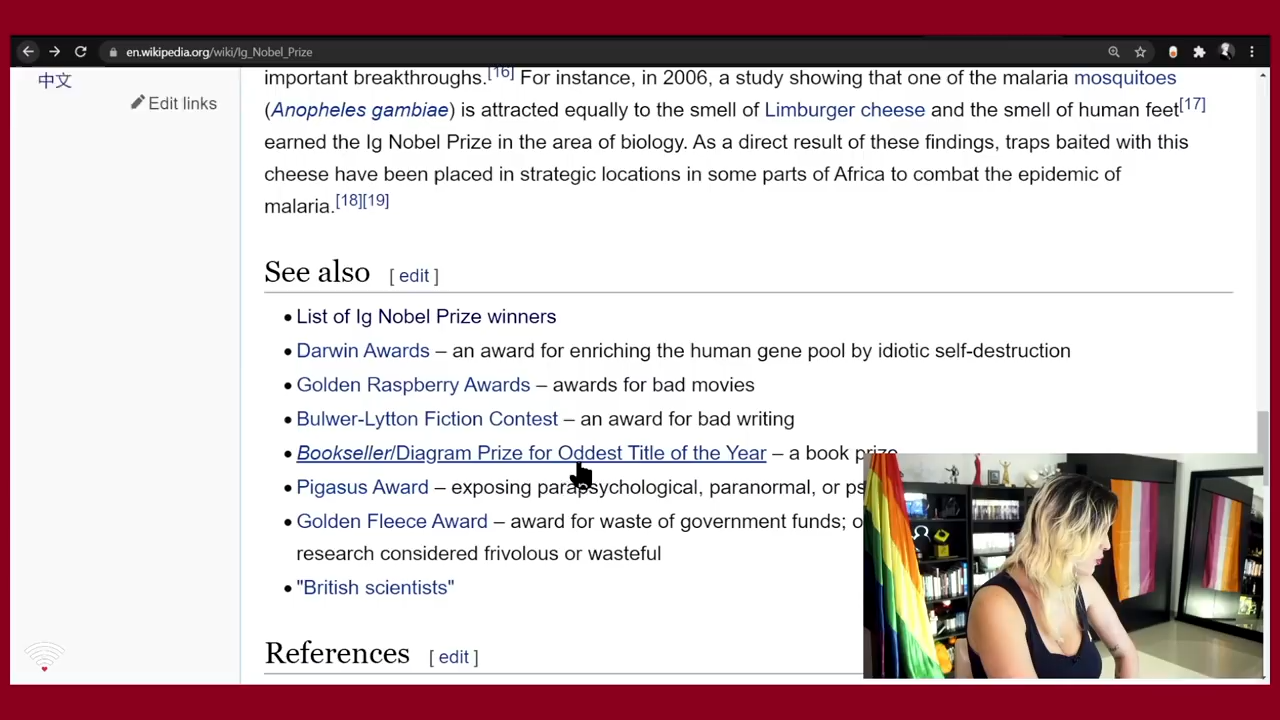 en.wikipedia.org/wiki/Ig_Nobel_Prize
中文
Edit links
important breakthroughs.[16] For instance, in 2006, a study showing that one of the malaria mosquitoes
(Anopheles gambiae) is attracted equally to the smell of Limburger cheese and the smell of human feet[17]
earned the Ig Nobel Prize in the area of biology. As a direct result of these findings, traps baited with this
cheese have been placed in strategic locations in some parts of Africa to combat the epidemic of
malaria.[18][19]
See also [ edit ]
• List of Ig Nobel Prize winners
• Darwin Awards – an award for enriching the human gene pool by idiotic self-destruction
• Golden Raspberry Awards – awards for bad movies
• Bulwer-Lytton Fiction Contest – an award for bad writing
• Bookseller/Diagram Prize for Oddest Title of the Year – a book prize
• Pigasus Award – exposing parapsychological, paranormal, or ps
• Golden Fleece Award – award for waste of government funds; o
research considered frivolous or wasteful
• "British scientists"
References [ edit ]